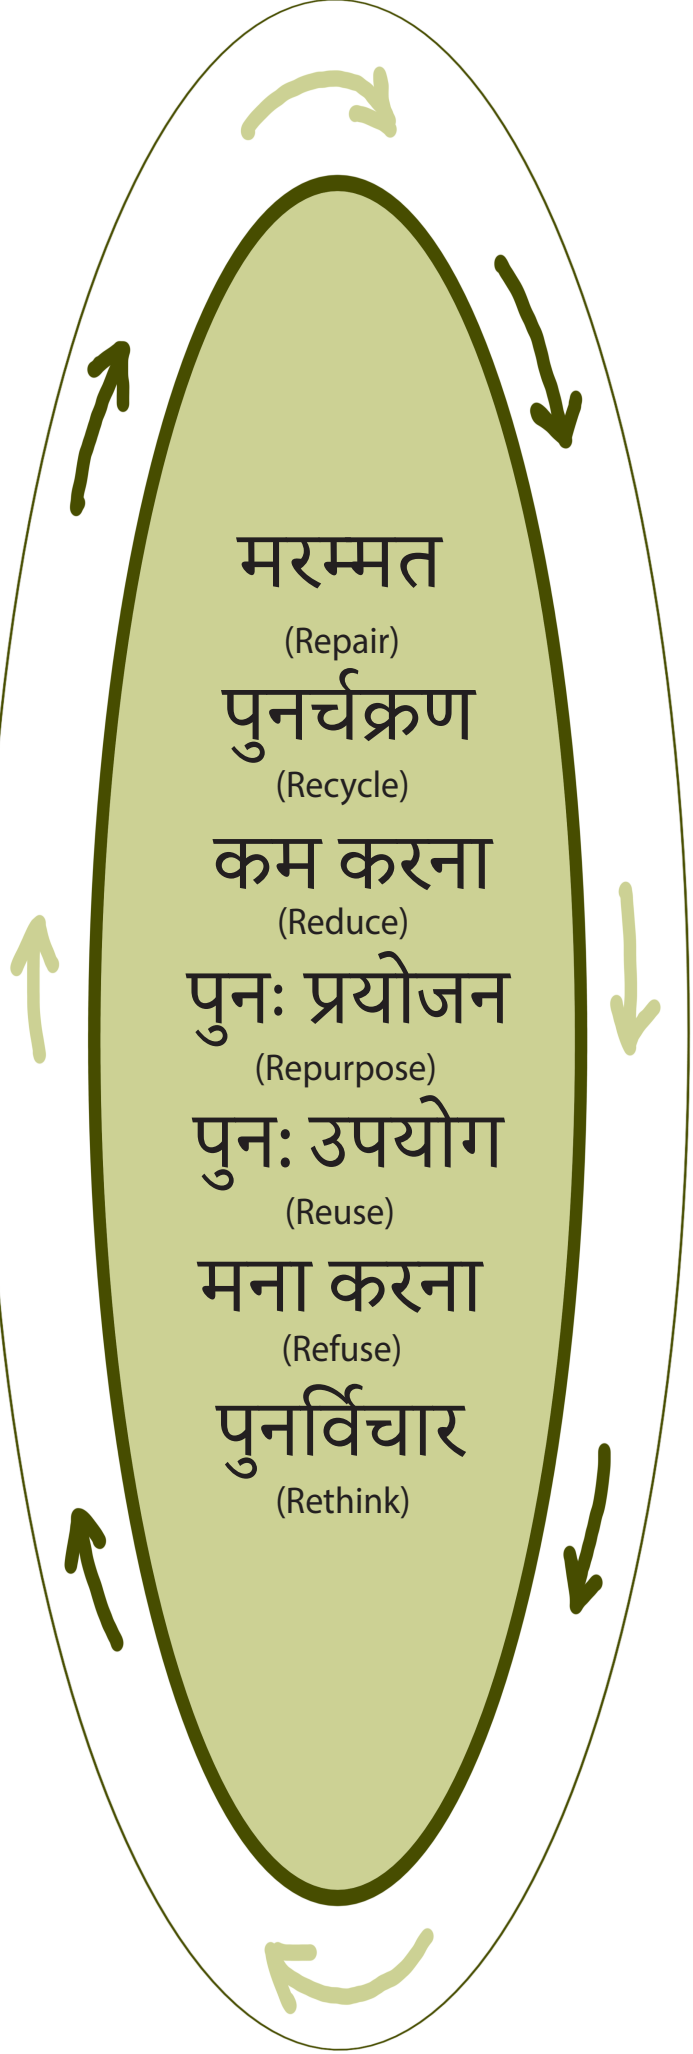 मरम्मत
(Repair)
पुनर्चक्रण
(Recycle)
कम करना
(Reduce)
पुनः प्रयोजन
(Repurpose)
पुन: उपयोग
(Reuse)
मना करना
(Refuse)
पुनर्विचार
(Rethink)